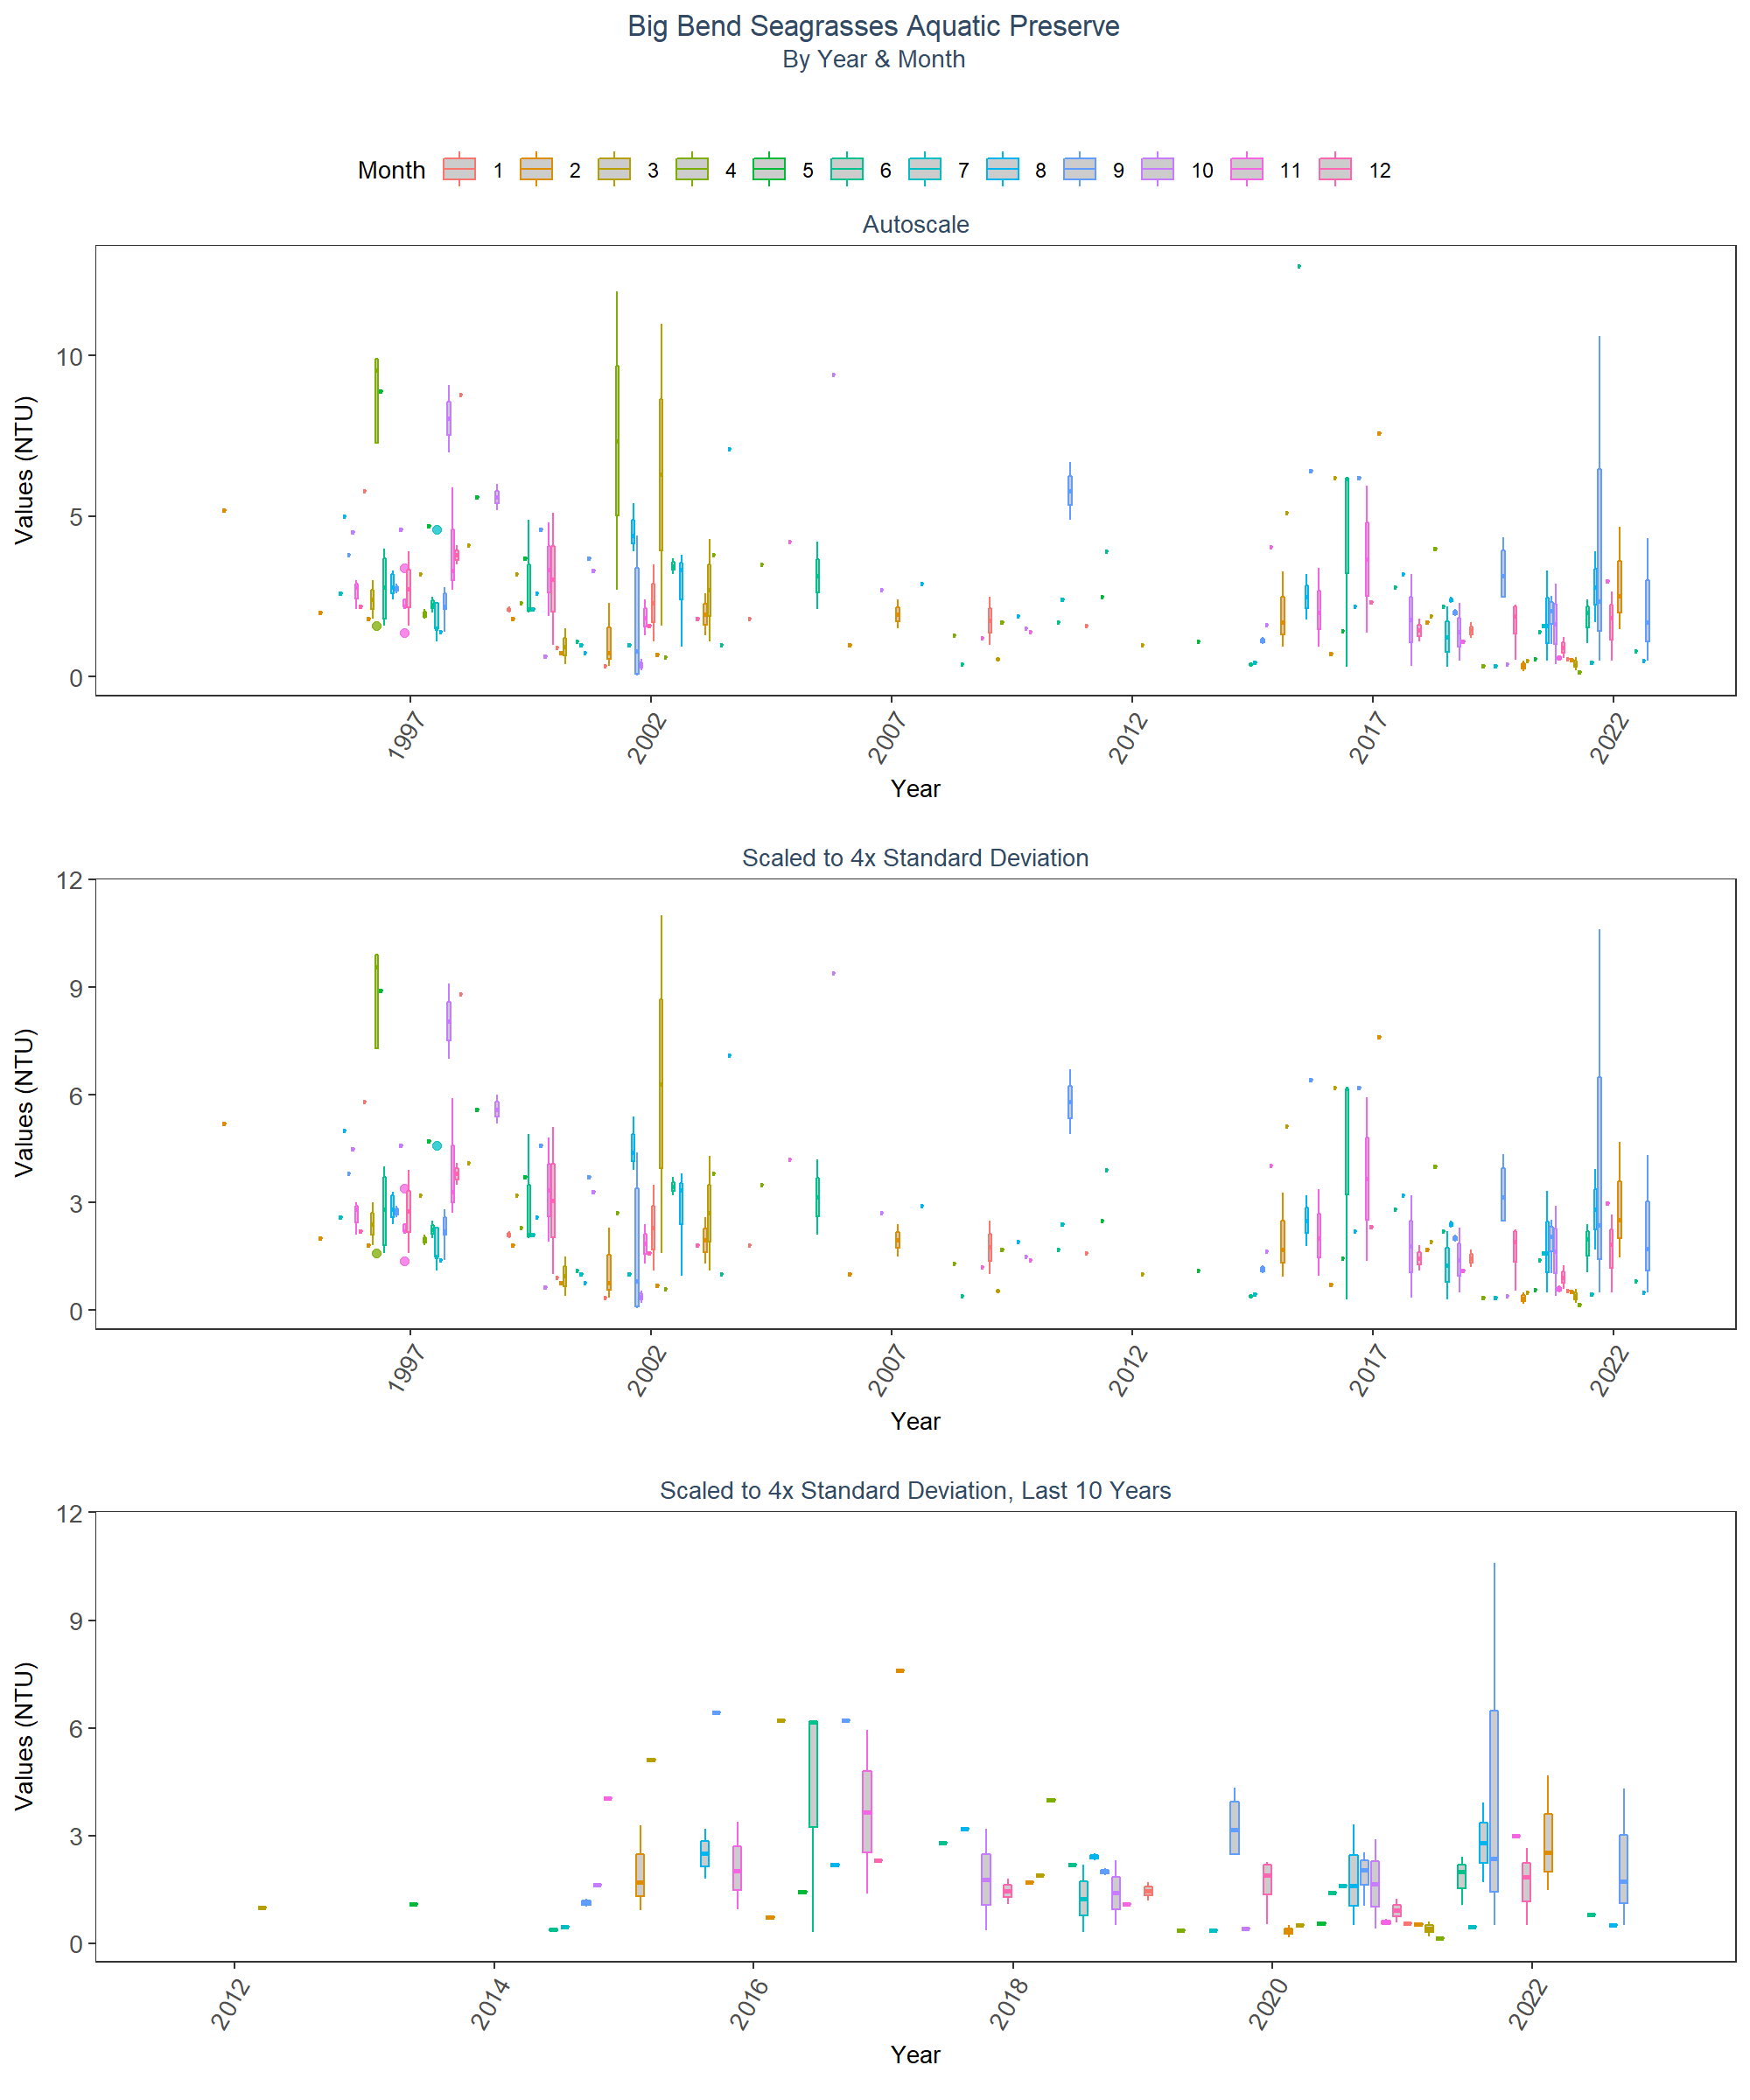 Big Bend Seagrasses Aquatic Preserve
By Year & Month
Month 1 2 3 4 5 6 7 8 9 10 11 12
Autoscale
Values (NTU)
10
5
0
1997 2002 2007 2012 2017 2022
Year
Scaled to 4x Standard Deviation
Values (NTU)
12
9
6
3
0
1997 2002 2007 2012 2017 2022
Year
Scaled to 4x Standard Deviation, Last 10 Years
Values (NTU)
12
9
6
3
0
2012 2014 2016 2018 2020 2022
Year